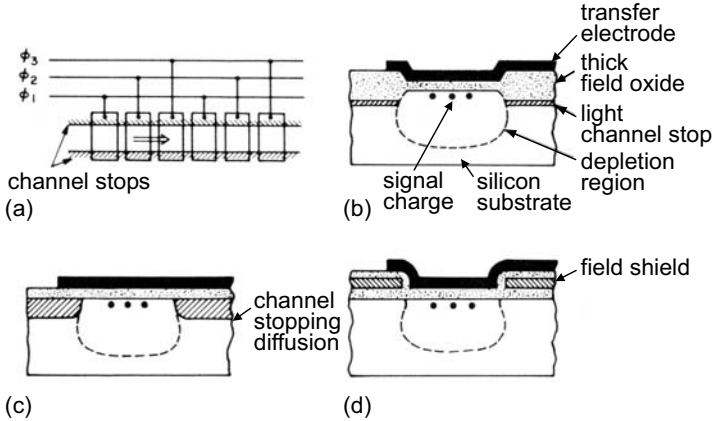 ϕ3
ϕ2
ϕ1
channel stops
(a)
transfer
electrode
thick
field oxide
light
channel stop
depletion
region
signal
charge
silicon
substrate
(b)
channel
stopping
diffusion
(c)
field shield
(d)